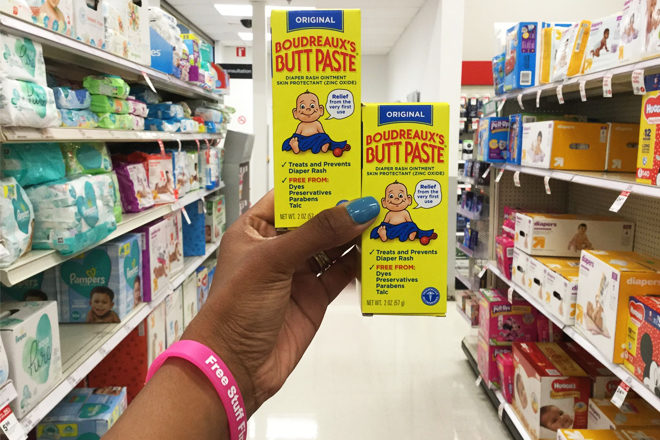 ORIGINAL
BOUDREAUX'S
BUTT PASTE
DIAPER RASH OINTMENT
SKIN PROTECTANT (ZINC OXIDE)
Relief
from the
very first
use!
✓ Treats and Prevents
Diaper Rash
✓ FREE FROM:
Dyes
Preservatives
Parabens
Talc
NET WT. 2 OZ (57
ORIGINAL
BOUDREAUX'S
BUTT PASTE
DIAPER RASH OINTMENT
SKIN PROTECTANT (ZINC OXIDE)
Relief
from the
very first
use!
✓ Treats and Prevents
Diaper Rash
✓ FREE FROM:
Dyes
Preservatives
Parabens
Talc
NET WT. 2 OZ (57 g)
Free Stuff Fi
Pampers
pure
diapers
Huggies